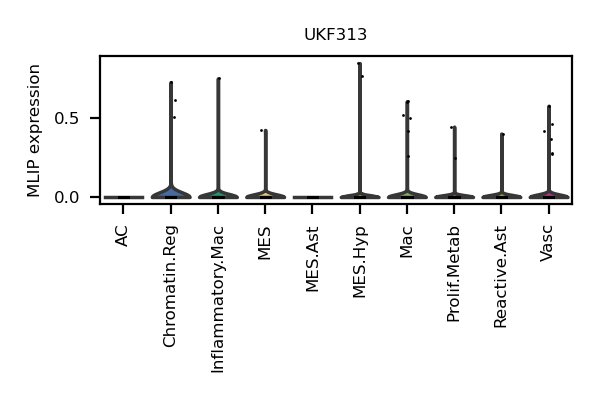 UKF313
MLIP expression
0.5
0.0
AC
Chromatin.Reg
Inflammatory.Mac
MES
MES.Ast
MES.Hyp
Mac
Prolif.Metab
Reactive.Ast
Vasc